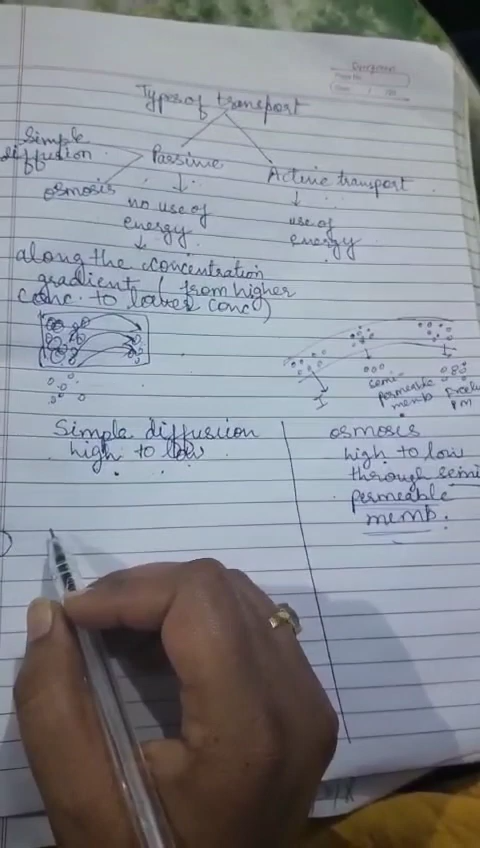 Types of transport
Simple diffusion
Passive
Active transport
osmosis
no use of energy
use of energy
along the concentration
gradient ( from higher
conc. to lower conc)
I
semi
permeable
memb
I
freely
PM
Simple diffusion
high to low
osmosis
high to low
through semi
permeable
memb.